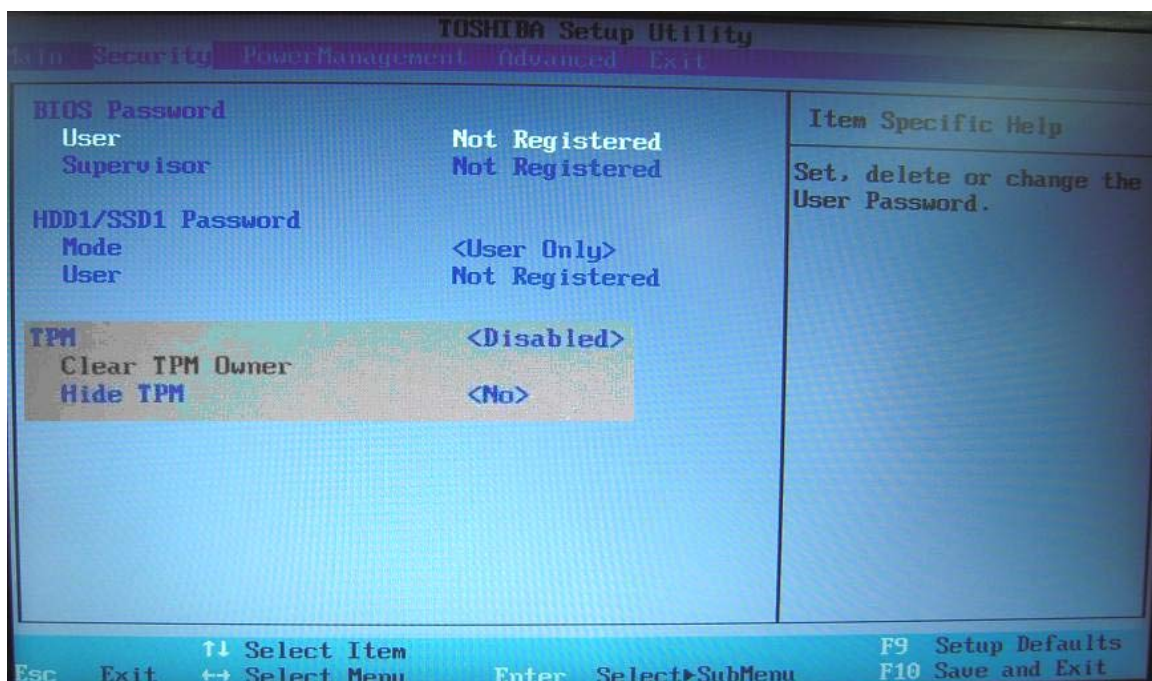 TOSHIBA Setup Utility
Main Security PowerManagement Advanced Exit
BIOS Password
User Not Registered
Supervisor Not Registered
HDD1/SSD1 Password
Mode <User Only>
User Not Registered
TPM <Disabled>
Clear TPM Owner
Hide TPM <No>
Item Specific Help
Set, delete or change the
User Password.
↑↓ Select Item F9 Setup Defaults
Esc Exit ↔ Select Menu Enter Select▶SubMenu F10 Save and Exit